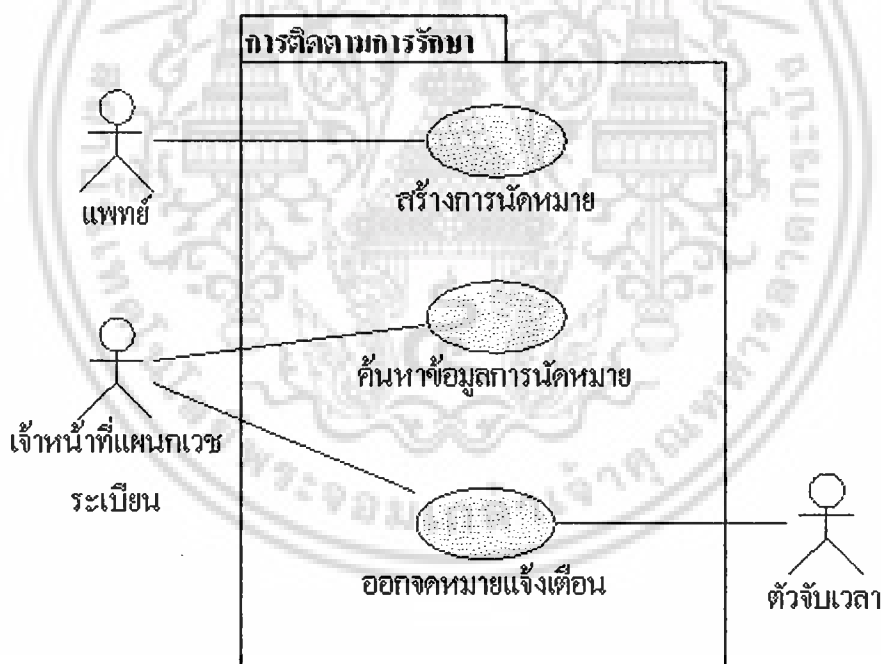 การติดตามการรักษา
แพทย์
สร้างการนัดหมาย
ค้นหาข้อมูลการนัดหมาย
เจ้าหน้าที่แผนกเวช
ระเบียน
ออกจดหมายแจ้งเตือน
ตัวจับเวลา